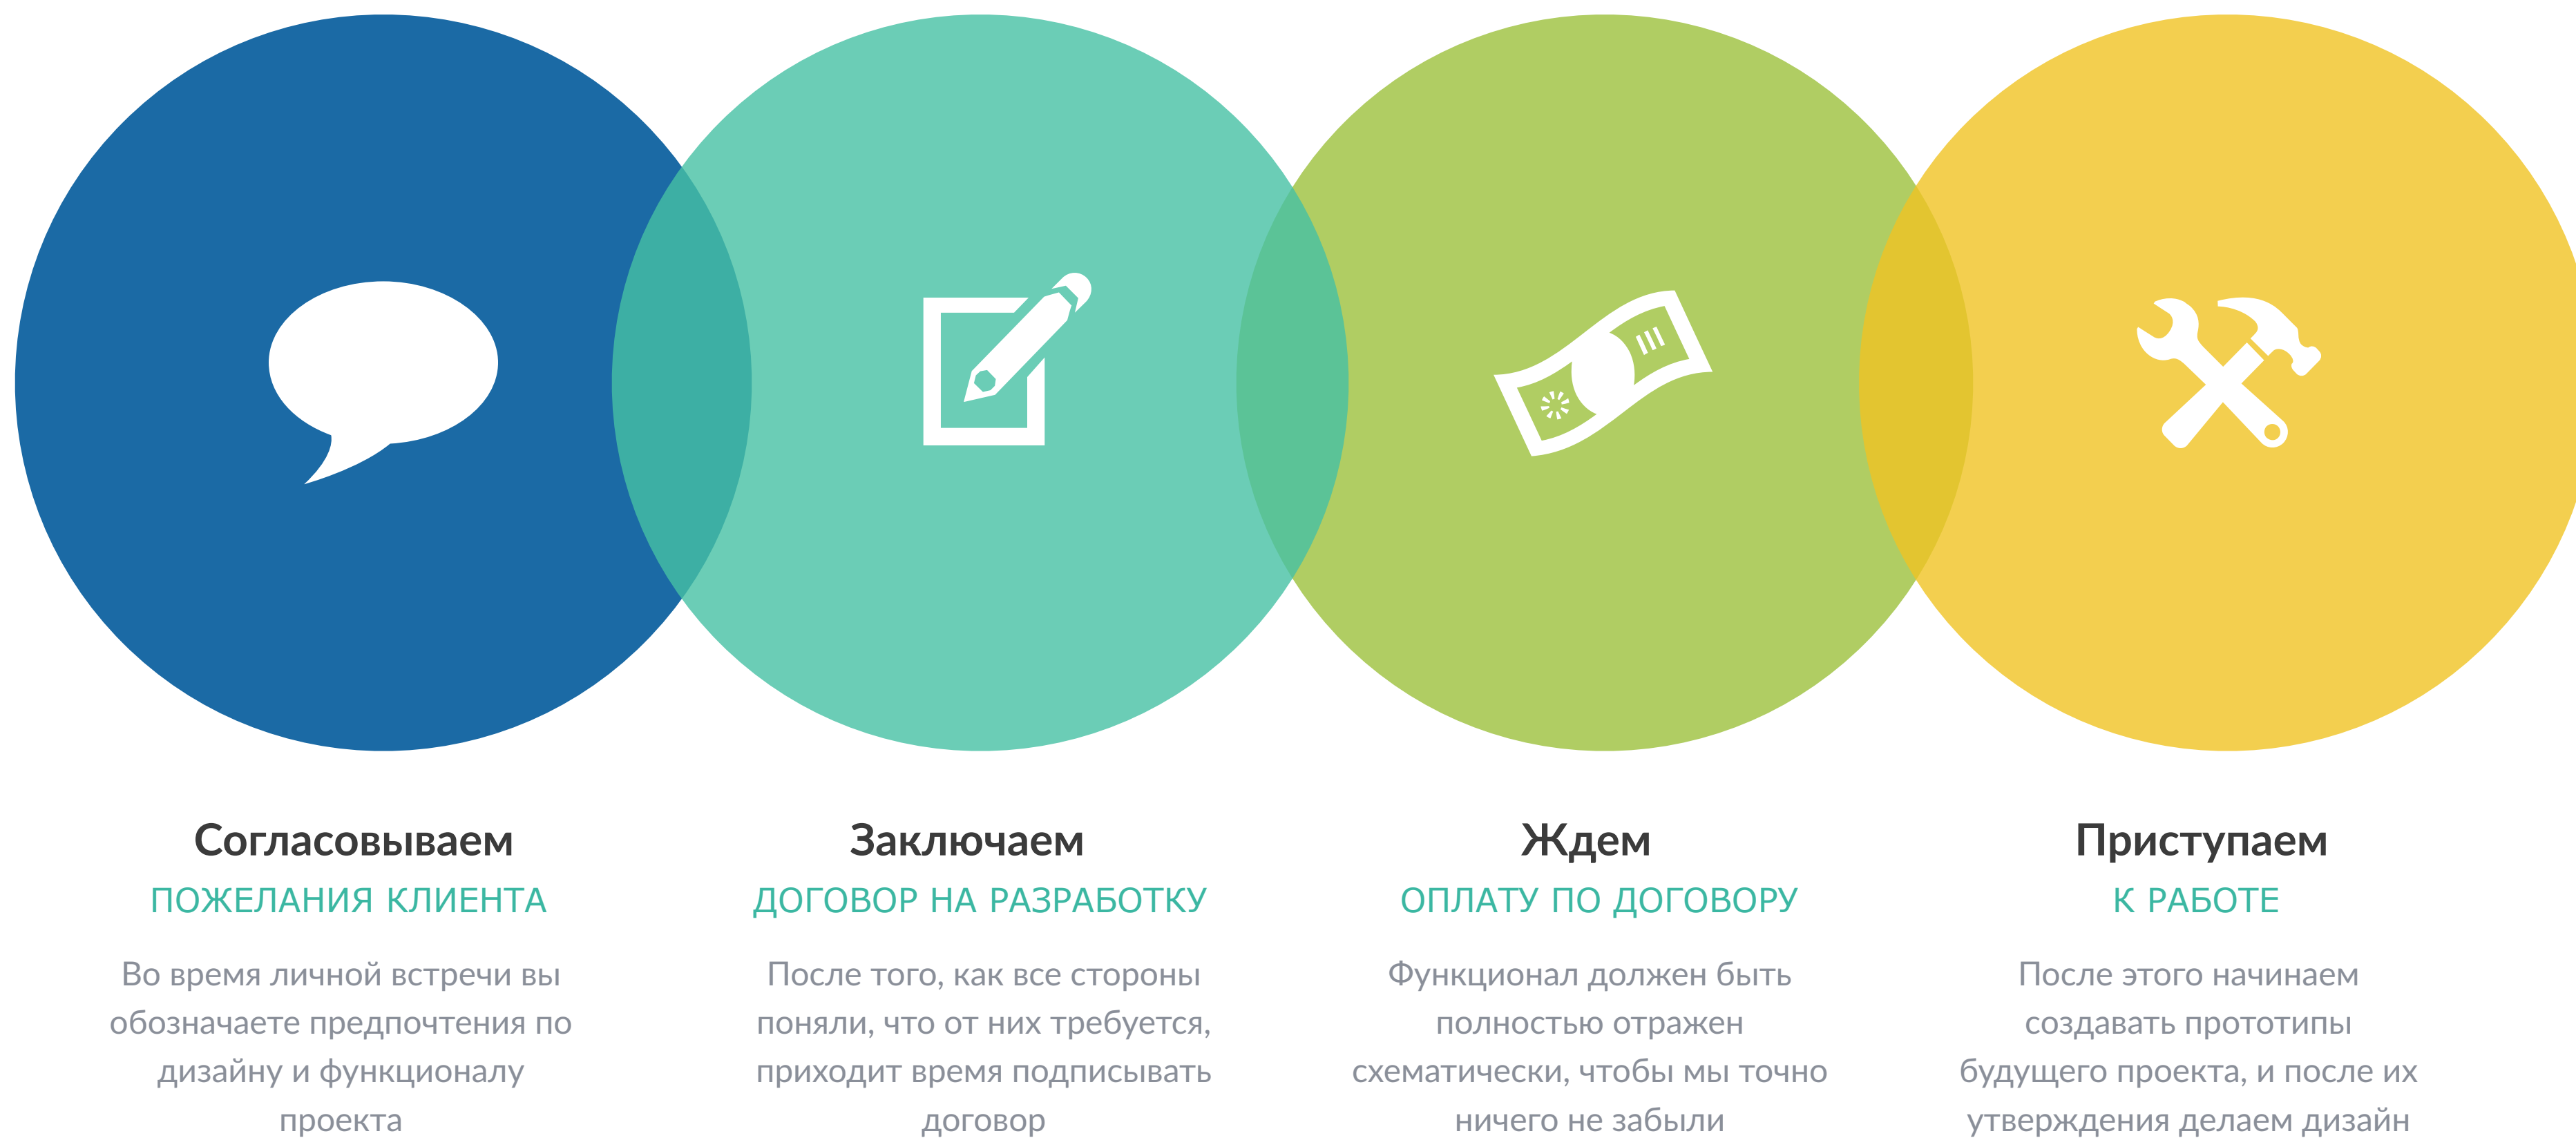 Согласовываем
ПОЖЕЛАНИЯ КЛИЕНТА
Во время личной встречи вы
обозначаете предпочтения по
дизайну и функционалу
проекта
Заключаем
ДОГОВОР НА РАЗРАБОТКУ
После того, как все стороны
поняли, что от них требуется,
приходит время подписывать
договор
Ждем
ОПЛАТУ ПО ДОГОВОРУ
Функционал должен быть
полностью отражен
схематически, чтобы мы точно
ничего не забыли
Приступаем
К РАБОТЕ
После этого начинаем
создавать прототипы
будущего проекта, и после их
утверждения делаем дизайн